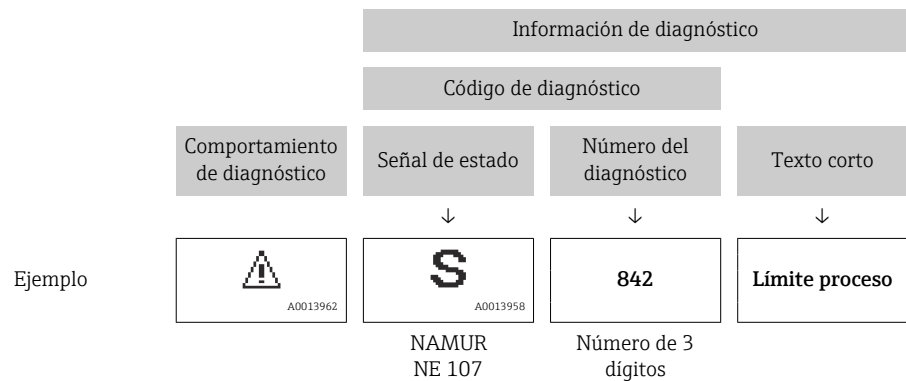 Información de diagnóstico
Código de diagnóstico
Comportamiento
de diagnóstico
Señal de estado
Número del
diagnóstico
Texto corto
↓ ↓ ↓
Ejemplo
⚠
A0013962
S
A0013958
842
Límite proceso
NAMUR
NE 107
Número de 3
dígitos